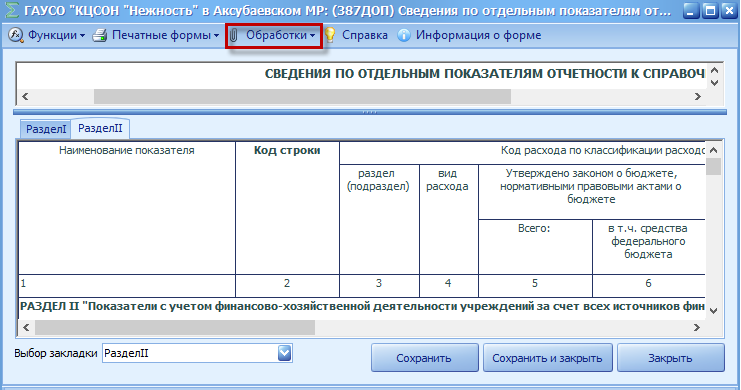 ГАУСО "КЦСОН "Нежность" в Аксубаевском МР: (387ДОП) Сведения по отдельным показателям от...
Функции Печатные формы Обработки Справка Информация о форме
СВЕДЕНИЯ ПО ОТДЕЛЬНЫМ ПОКАЗАТЕЛЯМ ОТЧЕТНОСТИ К СПРАВОЧ
РазделI РазделII
Наименование показателя Код строки Код расхода по классификации расходо
раздел (подраздел) вид расхода Утверждено законом о бюджете, нормативными правовыми актами о бюджете
Всего: в т.ч. средства федерального бюджета
1 2 3 4 5 6
РАЗДЕЛ II "Показатели с учетом финансово-хозяйственной деятельности учреждений за счет всех источников фин
Выбор закладки РазделII Сохранить Сохранить и закрыть Закрыть